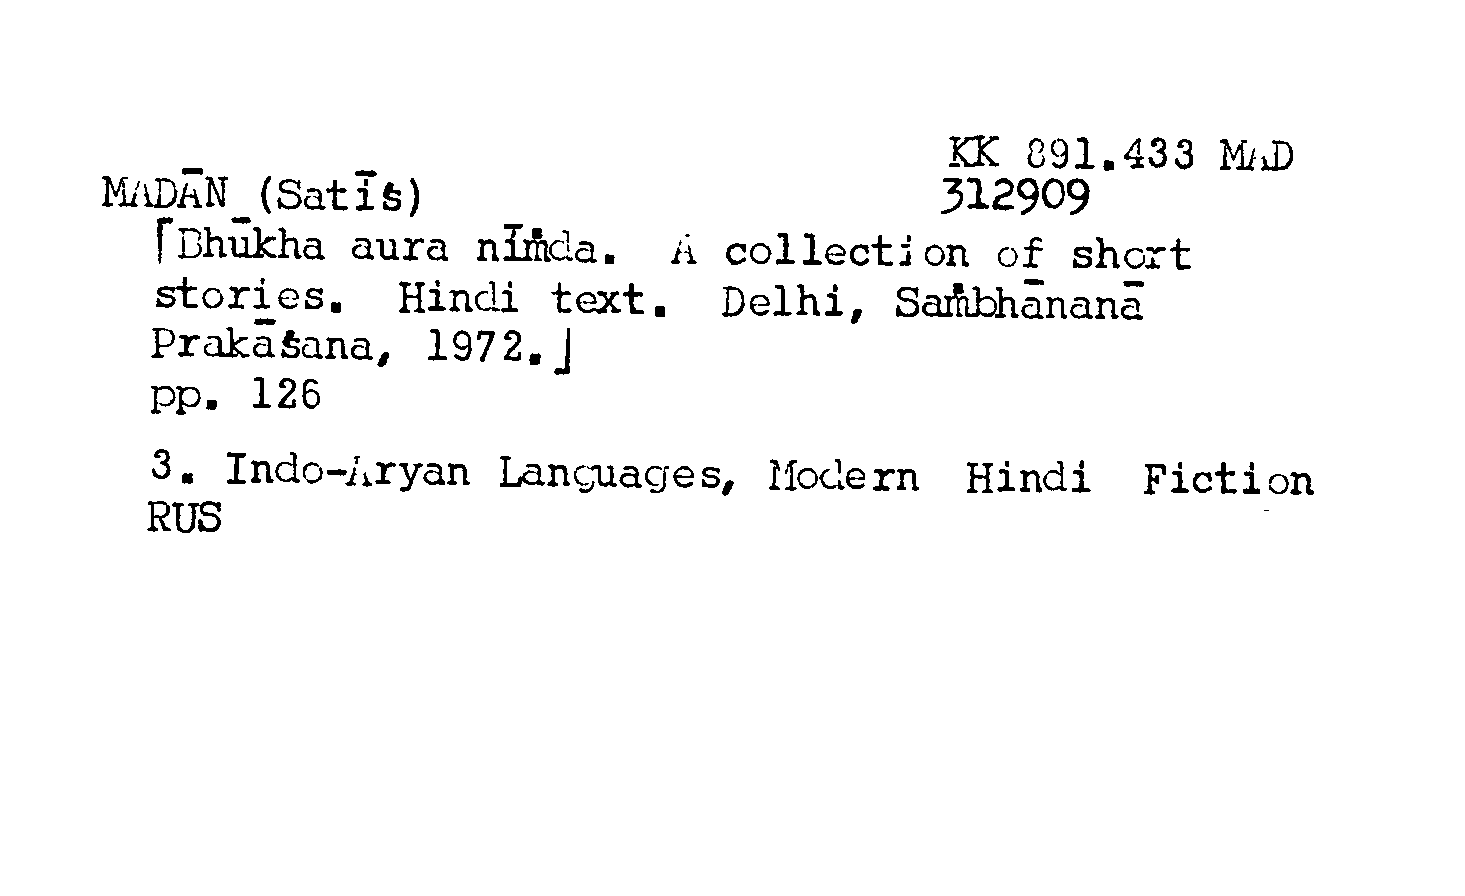 KK 891.433 MAD
MADĀN (Satīś)
⌈Bhūkha aura nīṁda. A collection of short
stories. Hindi text. Delhi, Saṁbhānanā
Prakāśana, 1972.⌋
pp. 126
312909
3. Indo-Aryan Languages, Modern Hindi Fiction
RUS